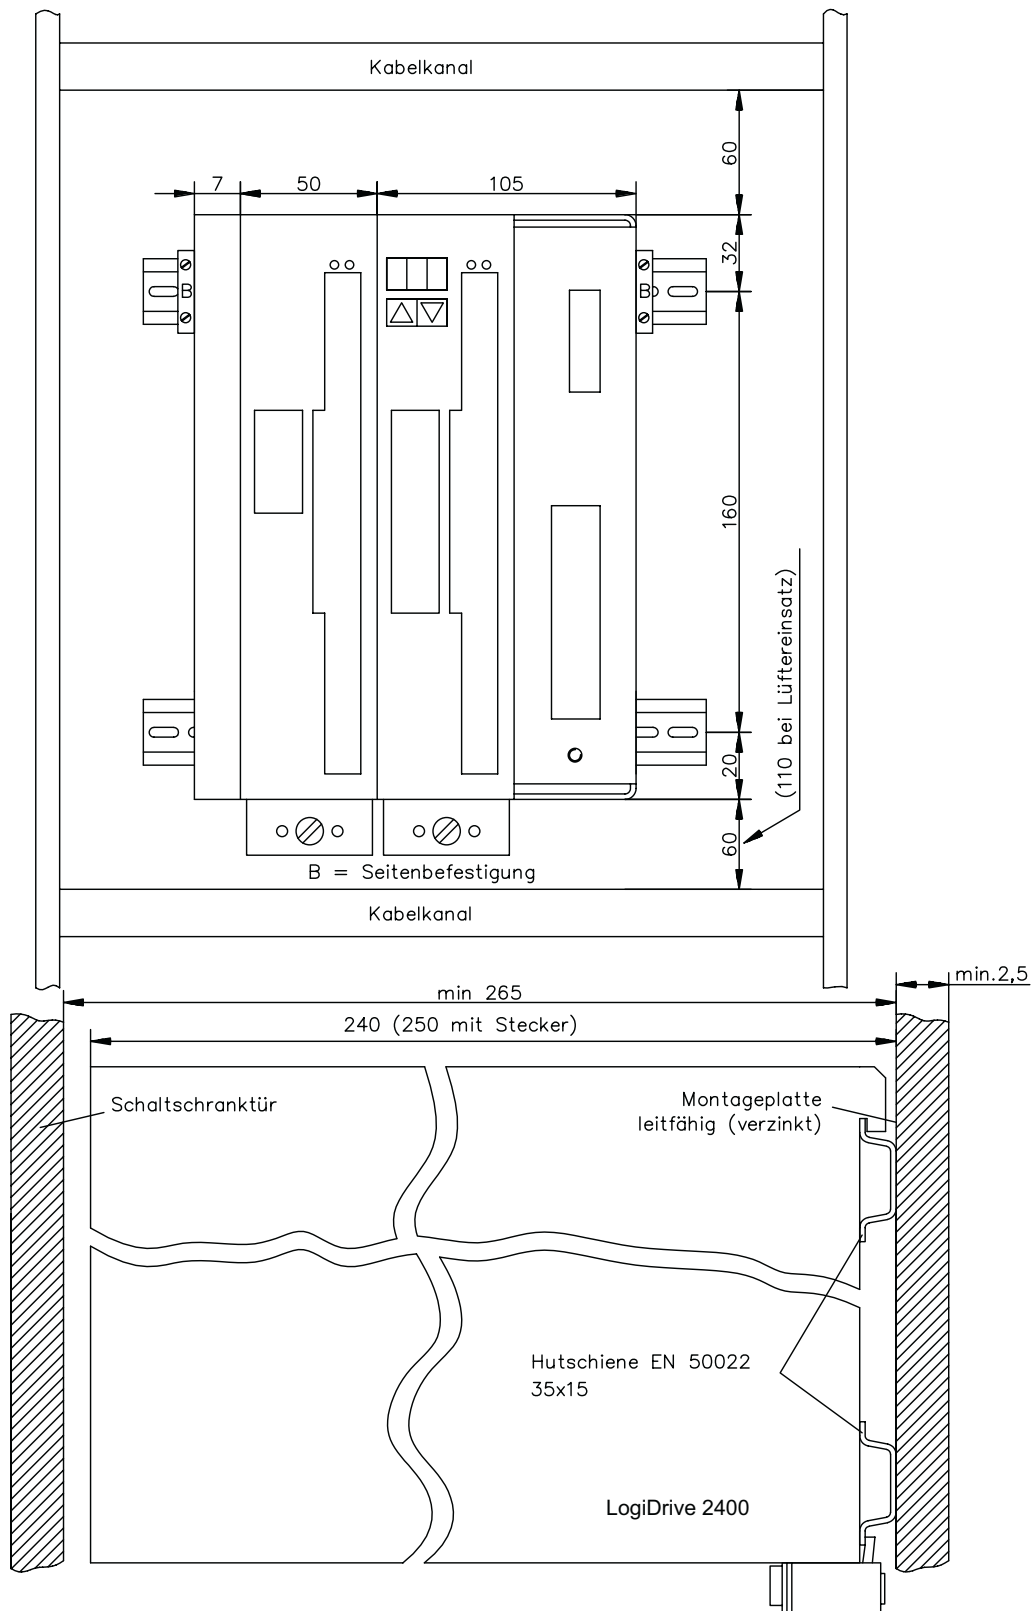 Kabelkanal
60
7
50
105
32
B
B
160
(110 bei Lüftereinsatz)
20
60
B = Seitenbefestigung
Kabelkanal
min.2,5
min 265
240 (250 mit Stecker)
Schaltschranktür
Montageplatte
leitfähig (verzinkt)
Hutschiene EN 50022
35x15
LogiDrive 2400